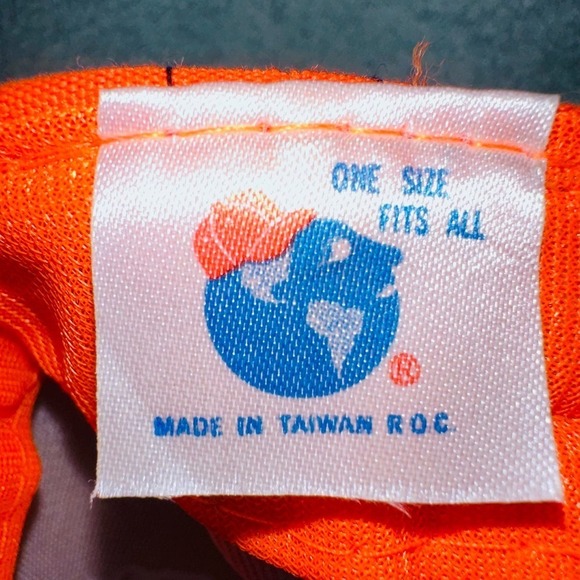 ONE SIZE
FITS ALL
®
MADE IN TAIWAN R O C.